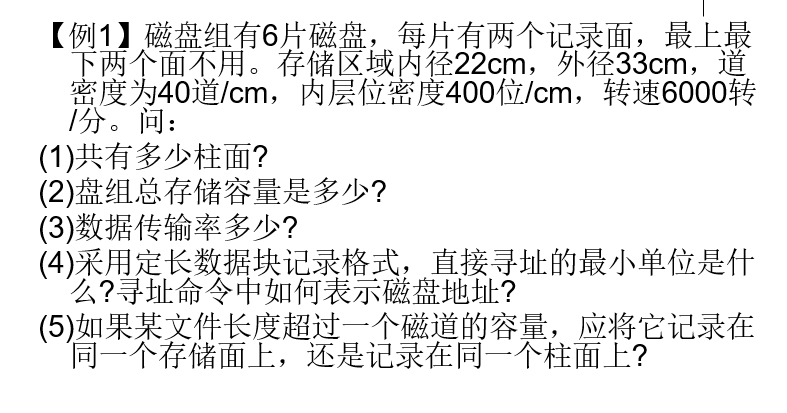 【例1】磁盘组有6片磁盘，每片有两个记录面，最上最
下两个面不用。存储区域内径22cm，外径33cm，道
密度为40道/cm，内层位密度400位/cm，转速6000转
/分。问：
(1)共有多少柱面?
(2)盘组总存储容量是多少?
(3)数据传输率多少?
(4)采用定长数据块记录格式，直接寻址的最小单位是什
么?寻址命令中如何表示磁盘地址?
(5)如果某文件长度超过一个磁道的容量，应将它记录在
同一个存储面上，还是记录在同一个柱面上?